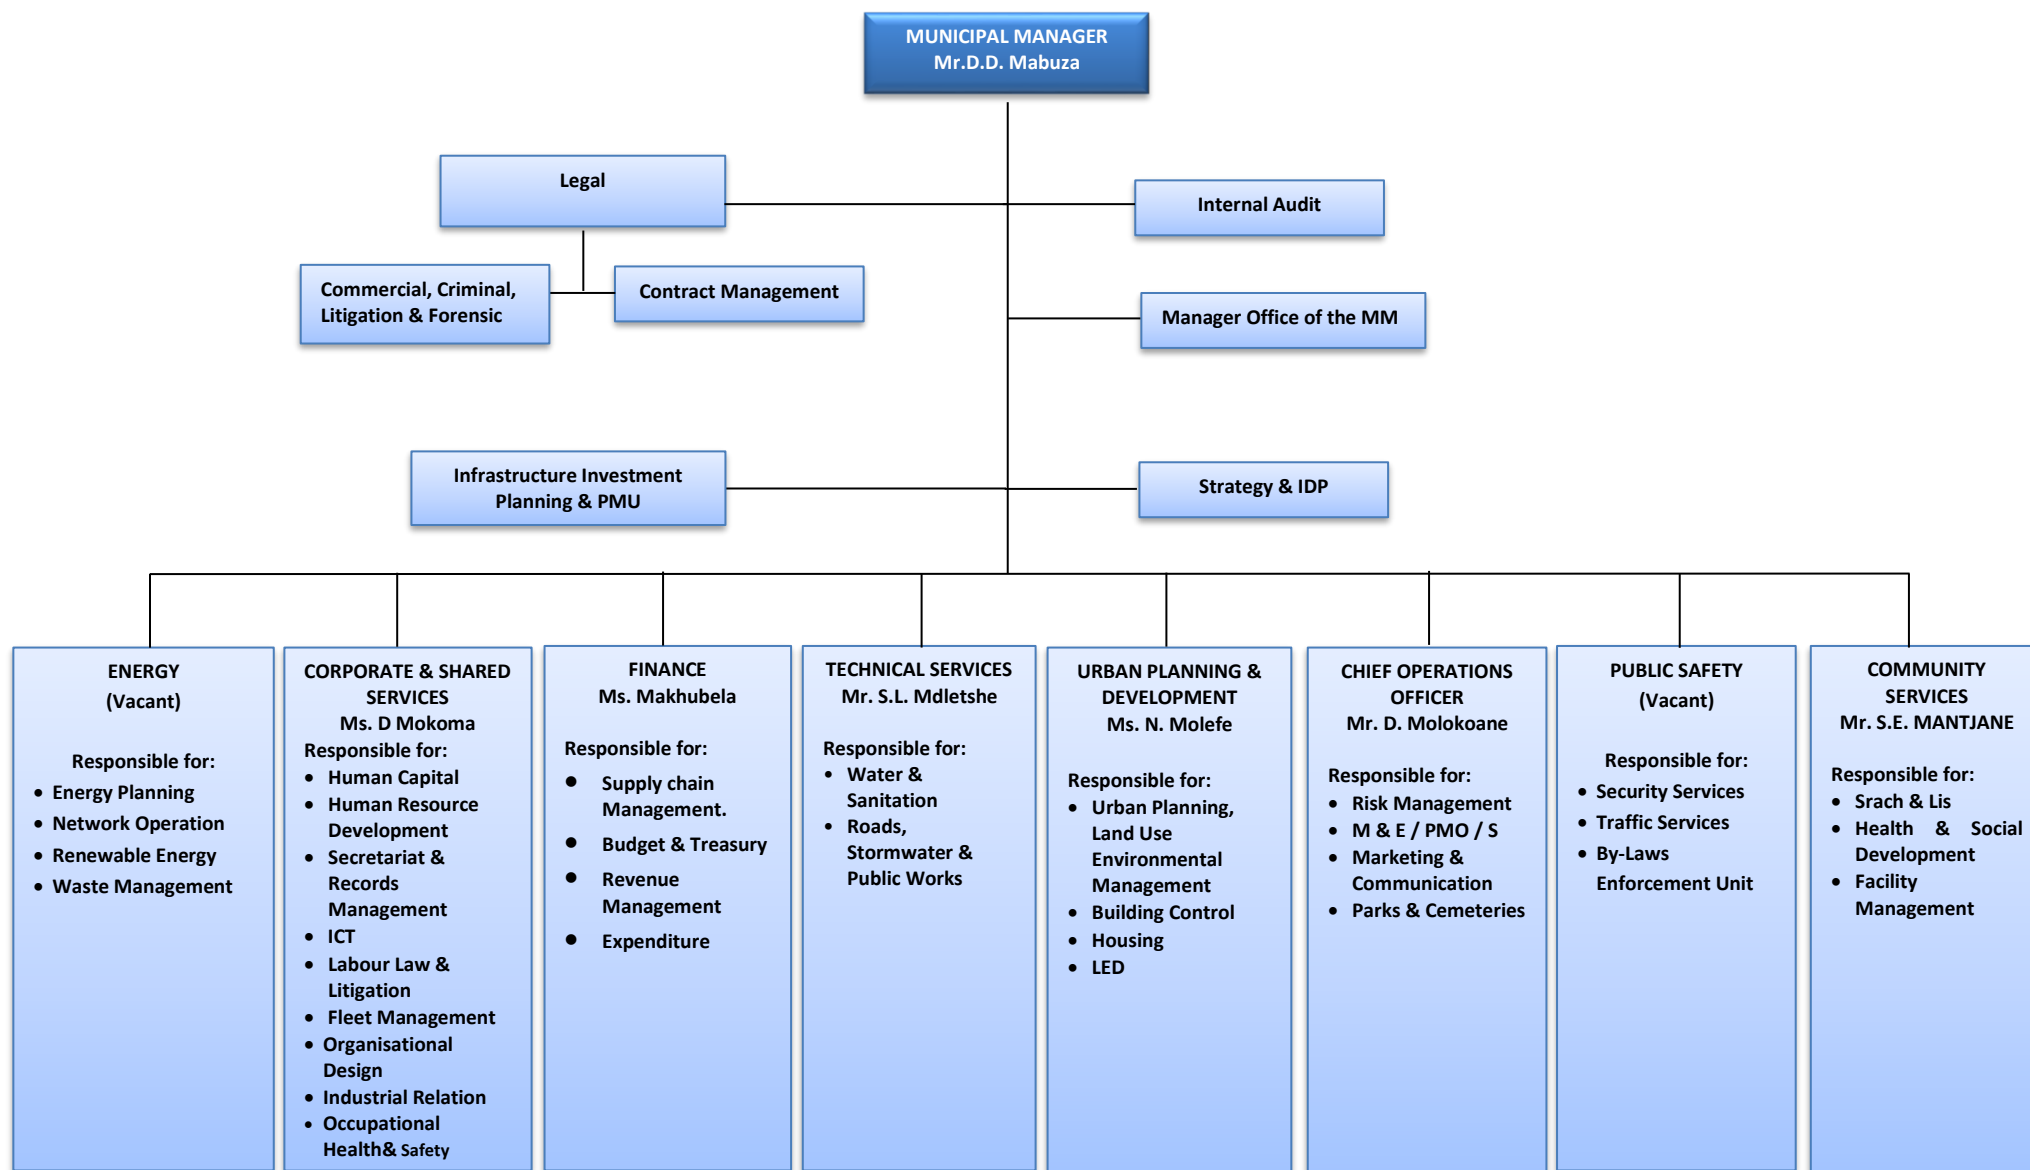 MUNICIPAL MANAGER
Mr.D.D. Mabuza
Legal
Internal Audit
Commercial, Criminal,
Litigation & Forensic
Contract Management
Manager Office of the MM
Infrastructure Investment
Planning & PMU
Strategy & IDP
ENERGY
(Vacant)
Responsible for:
• Energy Planning
• Network Operation
• Renewable Energy
• Waste Management
CORPORATE & SHARED
SERVICES
Ms. D Mokoma
Responsible for:
• Human Capital
• Human Resource
Development
• Secretariat &
Records
Management
• ICT
• Labour Law &
Litigation
• Fleet Management
• Organisational
Design
• Industrial Relation
• Occupational
Health& Safety
FINANCE
Ms. Makhubela
Responsible for:
• Supply chain
Management.
• Budget & Treasury
• Revenue
Management
• Expenditure
TECHNICAL SERVICES
Mr. S.L. Mdletshe
Responsible for:
• Water &
Sanitation
• Roads,
Stormwater &
Public Works
URBAN PLANNING &
DEVELOPMENT
Ms. N. Molefe
Responsible for:
• Urban Planning,
Land Use
Environmental
Management
• Building Control
• Housing
• LED
CHIEF OPERATIONS
OFFICER
Mr. D. Molokoane
Responsible for:
• Risk Management
• M & E / PMO / S
• Marketing &
Communication
• Parks & Cemeteries
PUBLIC SAFETY
(Vacant)
Responsible for:
• Security Services
• Traffic Services
• By-Laws
Enforcement Unit
COMMUNITY
SERVICES
Mr. S.E. MANTJANE
Responsible for:
• Srach & Lis
• Health & Social
Development
• Facility
Management